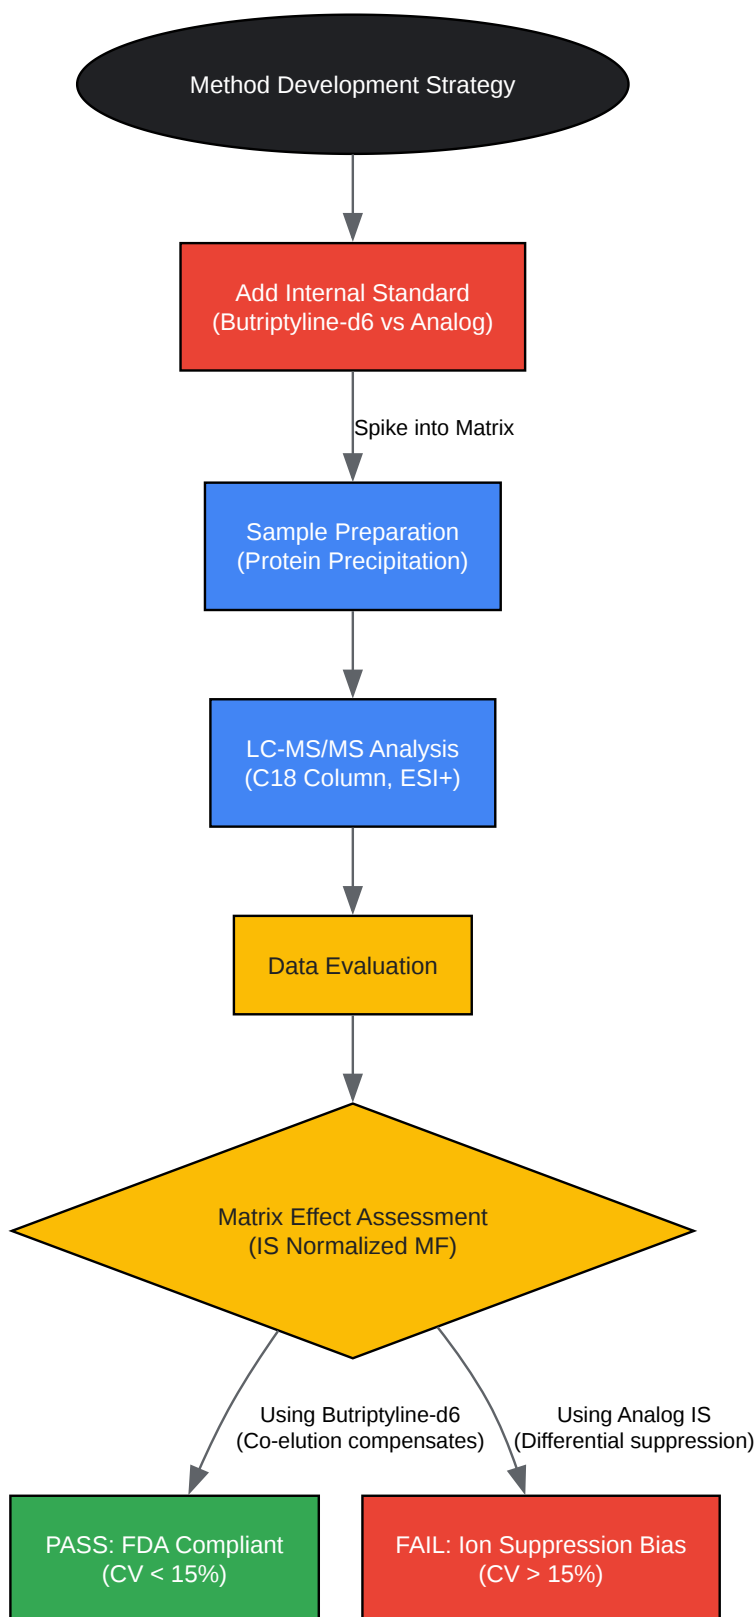 Method Development Strategy
Add Internal Standard
(Butriptyline-d6 vs Analog)
Spike into Matrix
Sample Preparation
(Protein Precipitation)
LC-MS/MS Analysis
(C18 Column, ESI+)
Data Evaluation
Matrix Effect Assessment
(IS Normalized MF)
Using Butriptyline-d6
(Co-elution compensates)
Using Analog IS
(Differential suppression)
PASS: FDA Compliant
(CV < 15%)
FAIL: Ion Suppression Bias
(CV > 15%)